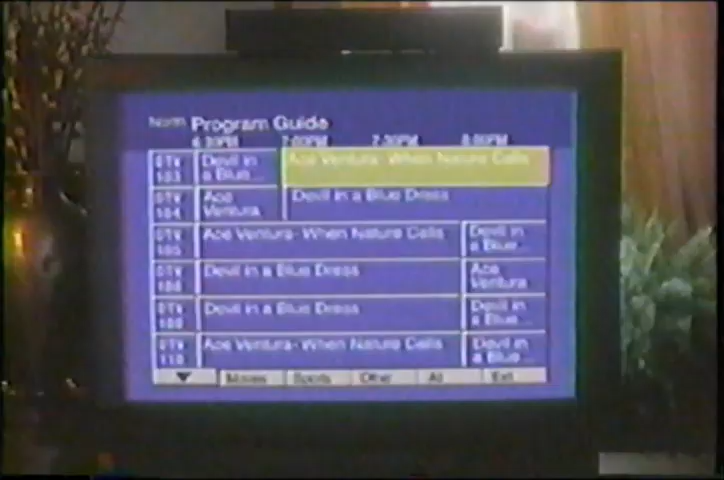 North Program Guide
6:30PM 7:00PM 7:30PM 8:00PM
DTV 103 Devil in a Blue... Ace Ventura- When Nature Calls
DTV 104 Ace Ventura Devil in a Blue Dress
DTV 105 Ace Ventura- When Nature Calls Devil in a Blue...
DTV Devil in a Blue Dress Ace Ventura
DTV Devil in a Blue Dress Devil in a Blue...
DTV 110 Ace Ventura- When Nature Calls Devil in a Blue...
Movies Sports Other All Exit